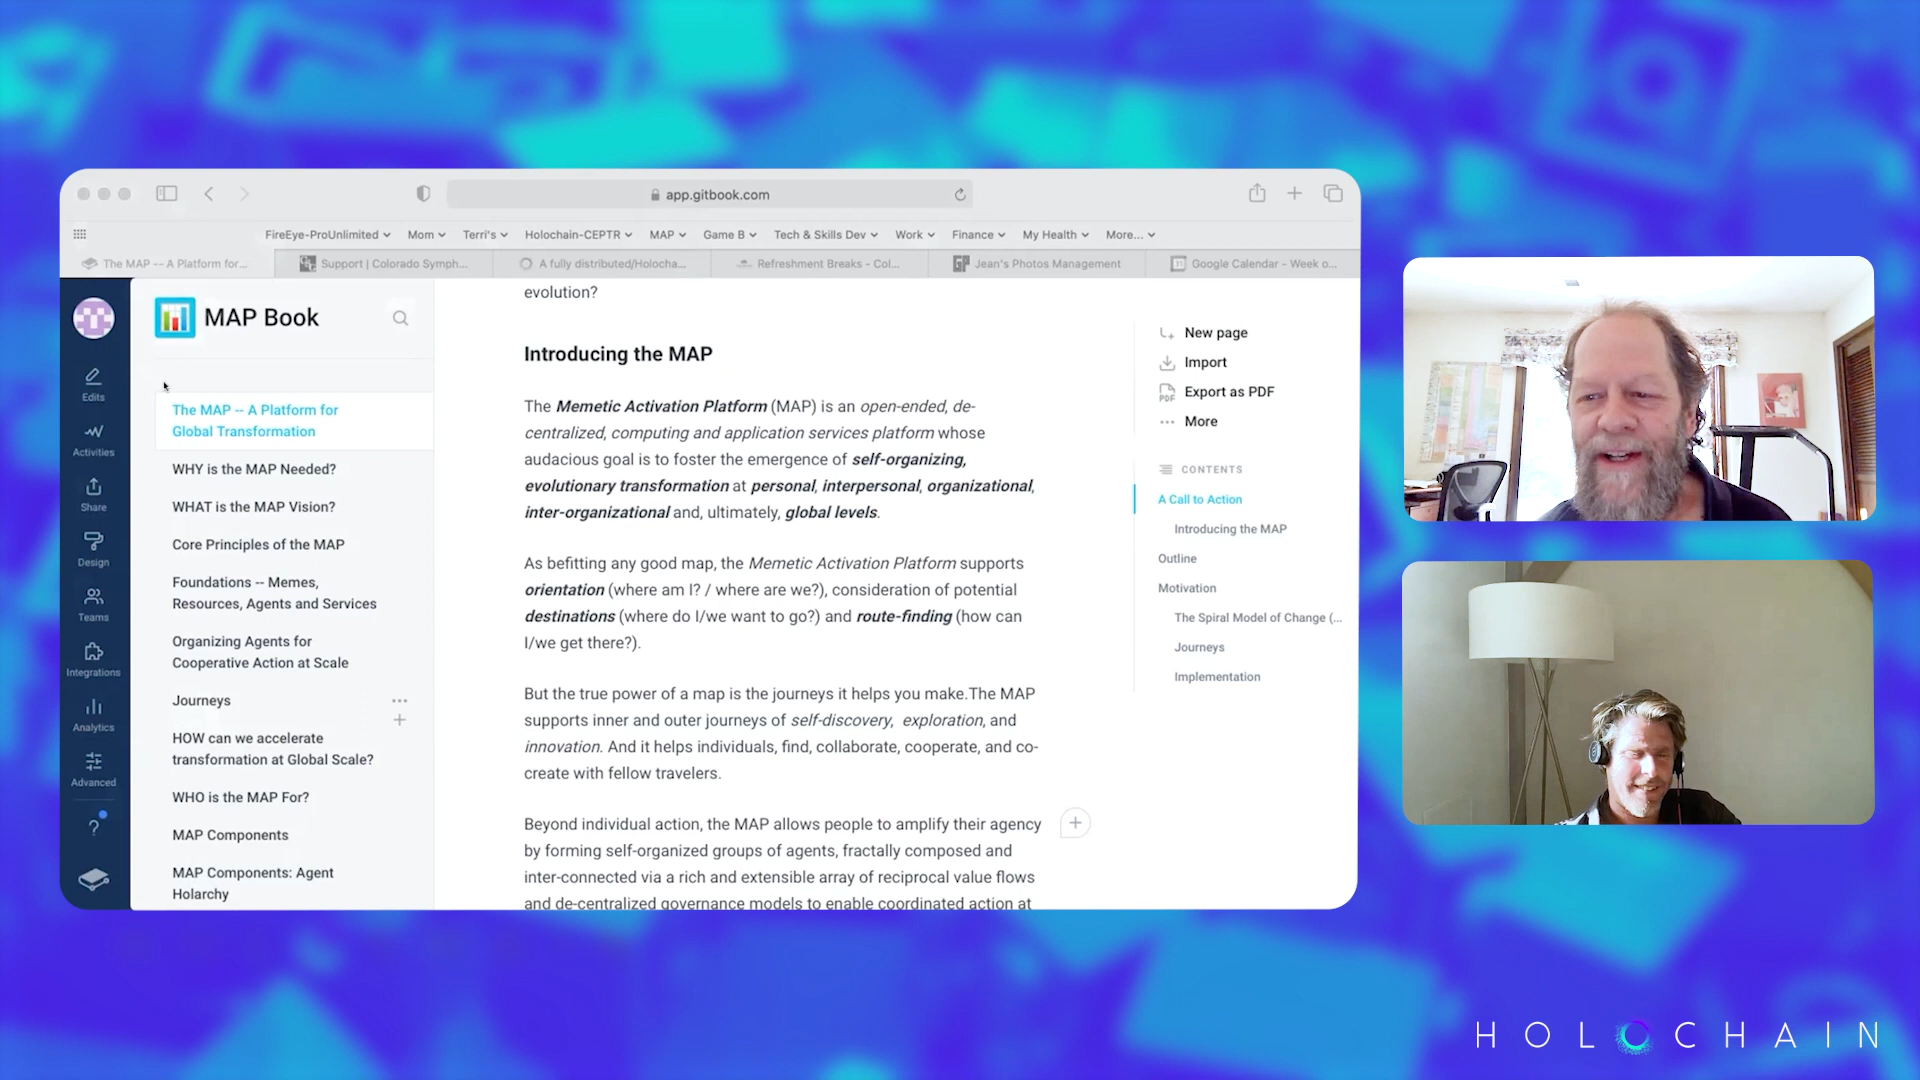 app.gitbook.com
FireEye-ProUnlimited Mom Terri's Holochain-CEPTR MAP Game B Tech & Skills Dev Work Finance My Health More...
The MAP -- A Platform for... Support | Colorado Symph... A fully distributed/Holocha... Refreshment Breaks - Col... Jean's Photos Management Google Calendar - Week o...
MAP Book
Edits
Activities
Share
Design
Teams
Integrations
Analytics
Advanced
?
The MAP -- A Platform for
Global Transformation
WHY is the MAP Needed?
WHAT is the MAP Vision?
Core Principles of the MAP
Foundations -- Memes,
Resources, Agents and Services
Organizing Agents for
Cooperative Action at Scale
Journeys
HOW can we accelerate
transformation at Global Scale?
WHO is the MAP For?
MAP Components
MAP Components: Agent
Holarchy
evolution?
Introducing the MAP
The Memetic Activation Platform (MAP) is an open-ended, de-
centralized, computing and application services platform whose
audacious goal is to foster the emergence of self-organizing,
evolutionary transformation at personal, interpersonal, organizational,
inter-organizational and, ultimately, global levels.
As befitting any good map, the Memetic Activation Platform supports
orientation (where am I? / where are we?), consideration of potential
destinations (where do I/we want to go?) and route-finding (how can
I/we get there?).
But the true power of a map is the journeys it helps you make.The MAP
supports inner and outer journeys of self-discovery, exploration, and
innovation. And it helps individuals, find, collaborate, cooperate, and co-
create with fellow travelers.
Beyond individual action, the MAP allows people to amplify their agency
by forming self-organized groups of agents, fractally composed and
inter-connected via a rich and extensible array of reciprocal value flows
and de-centralized governance models to enable coordinated action at
New page
Import
PDF Export as PDF
More
CONTENTS
A Call to Action
Introducing the MAP
Outline
Motivation
The Spiral Model of Change (...
Journeys
Implementation
HOLOCHAIN